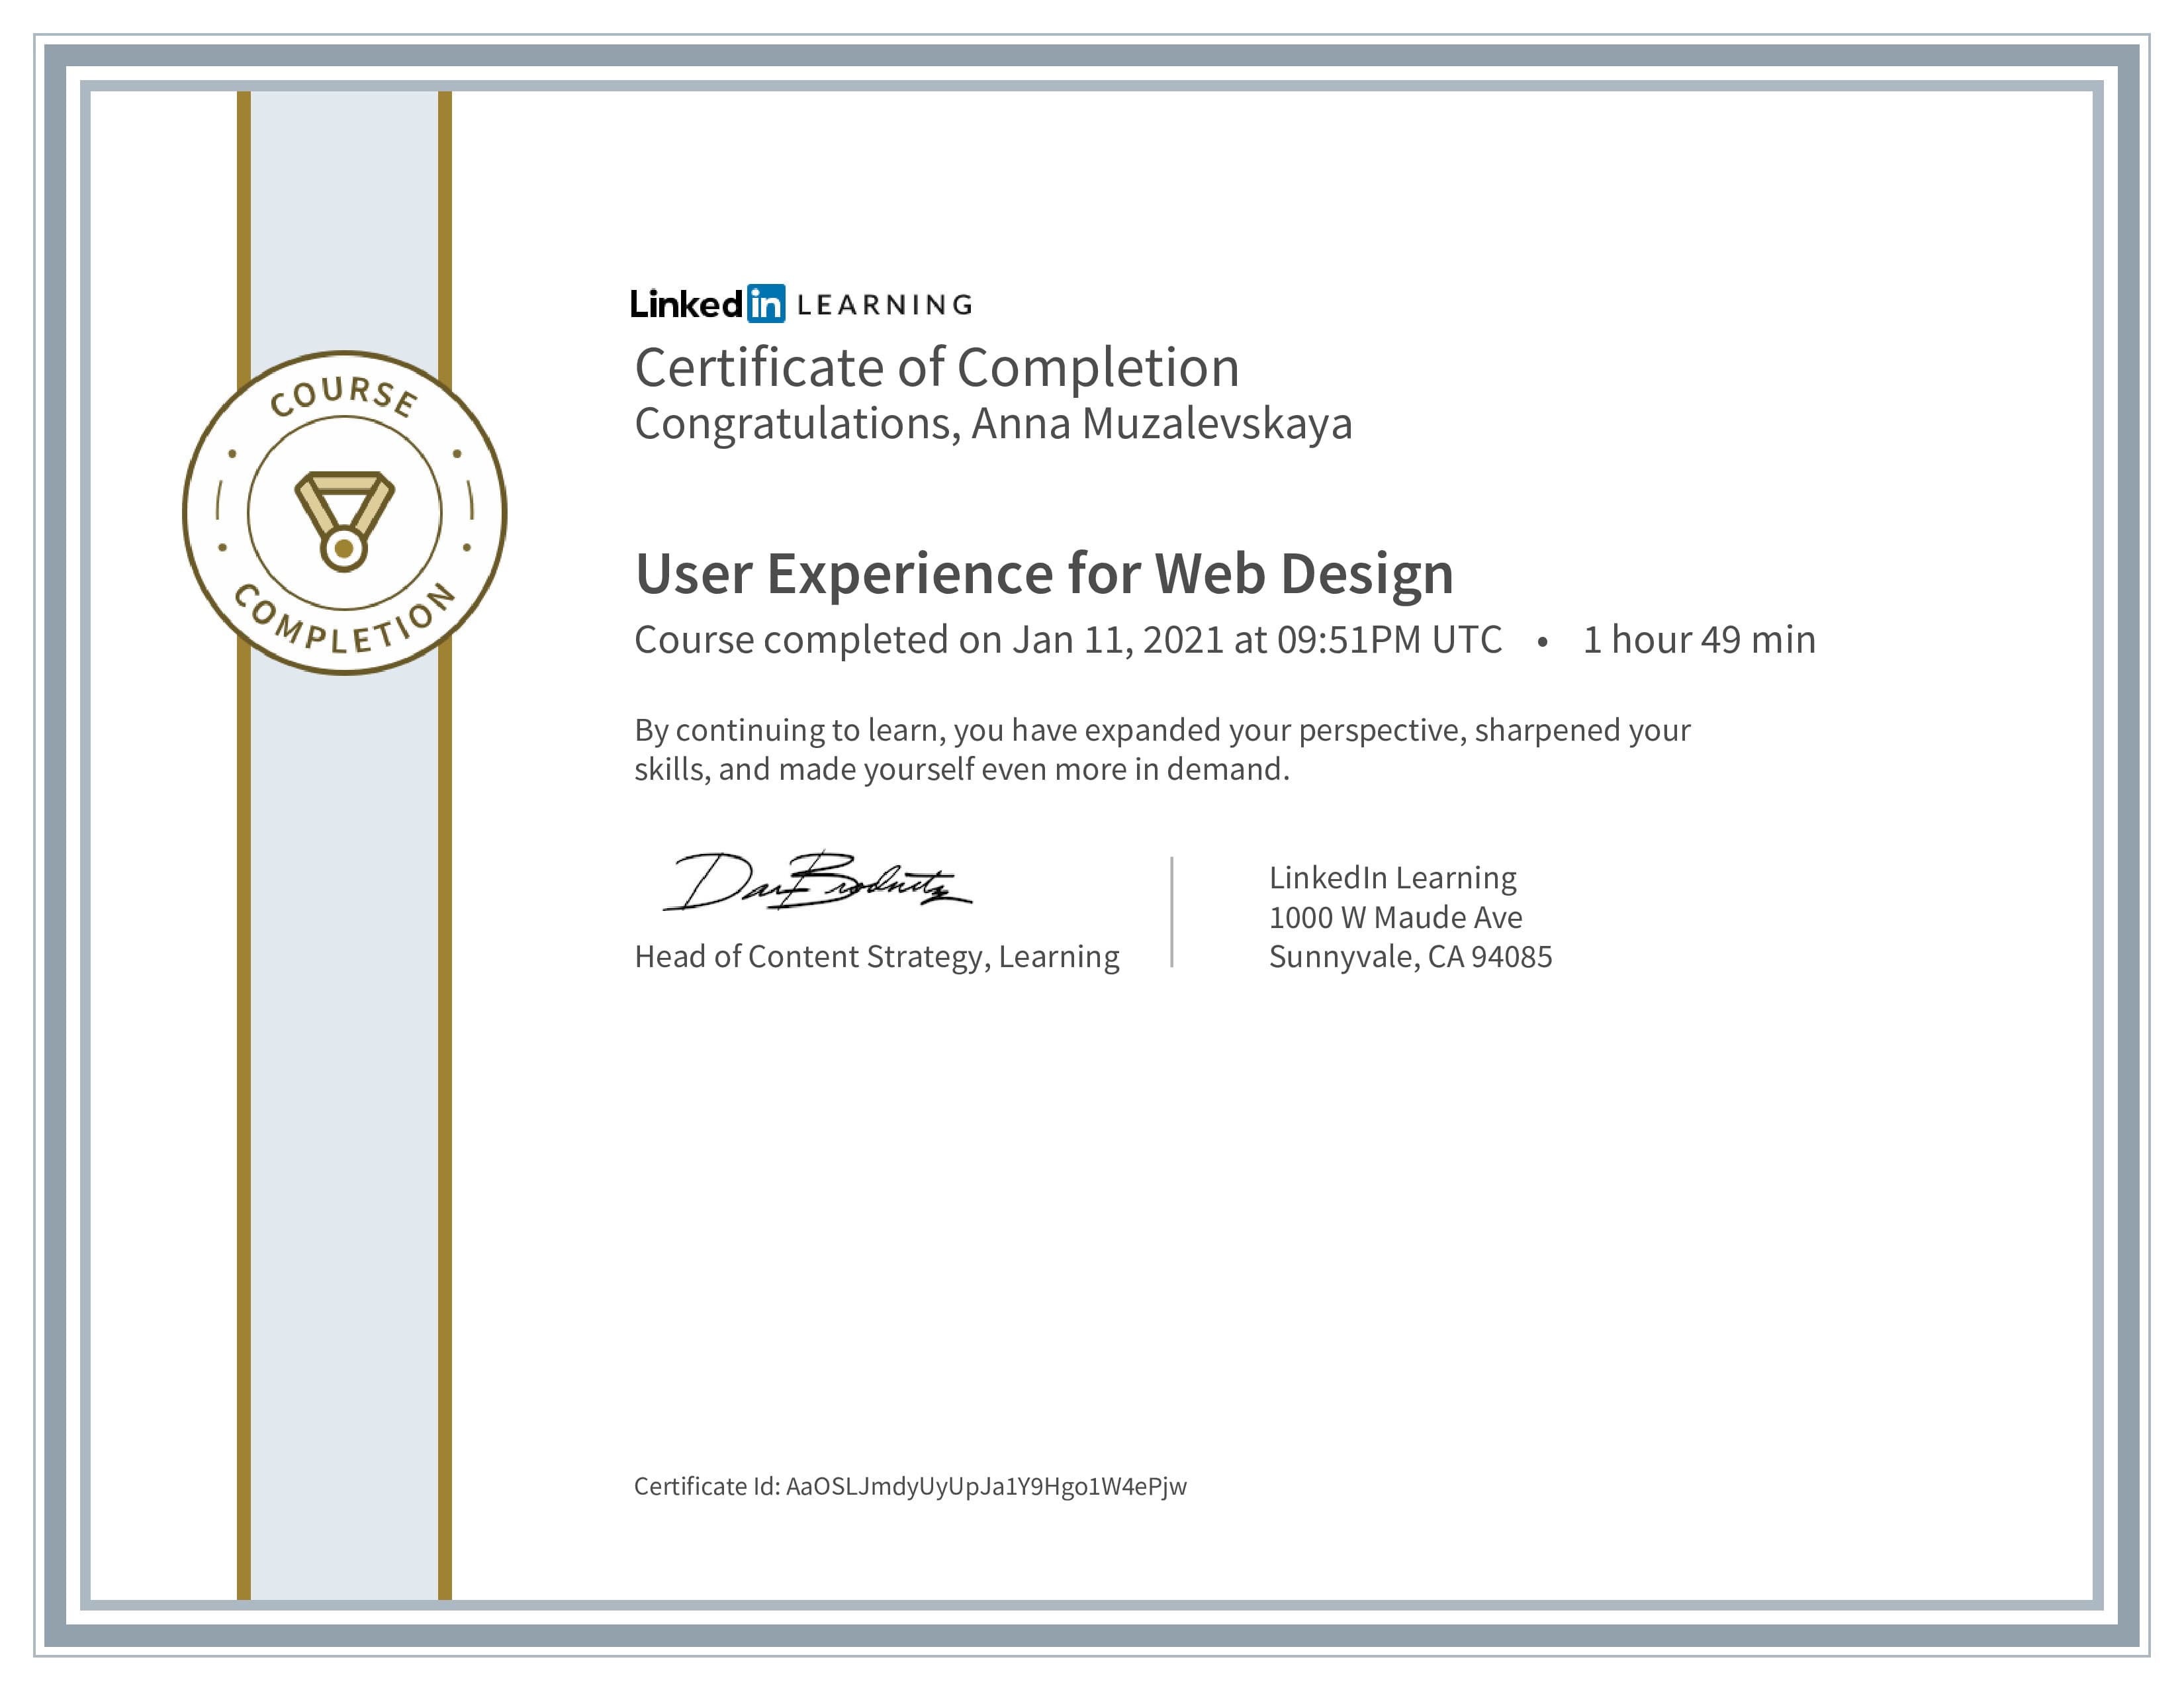 LinkedIn LEARNING
Certificate of Completion
Congratulations, Anna Muzalevskaya
COURSE
COMPLETION
User Experience for Web Design
Course completed on Jan 11, 2021 at 09:51PM UTC • 1 hour 49 min
By continuing to learn, you have expanded your perspective, sharpened your
skills, and made yourself even more in demand.
Head of Content Strategy, Learning
LinkedIn Learning
1000 W Maude Ave
Sunnyvale, CA 94085
Certificate Id: AaOSLJmdyUyUpJa1Y9Hgo1W4ePjw